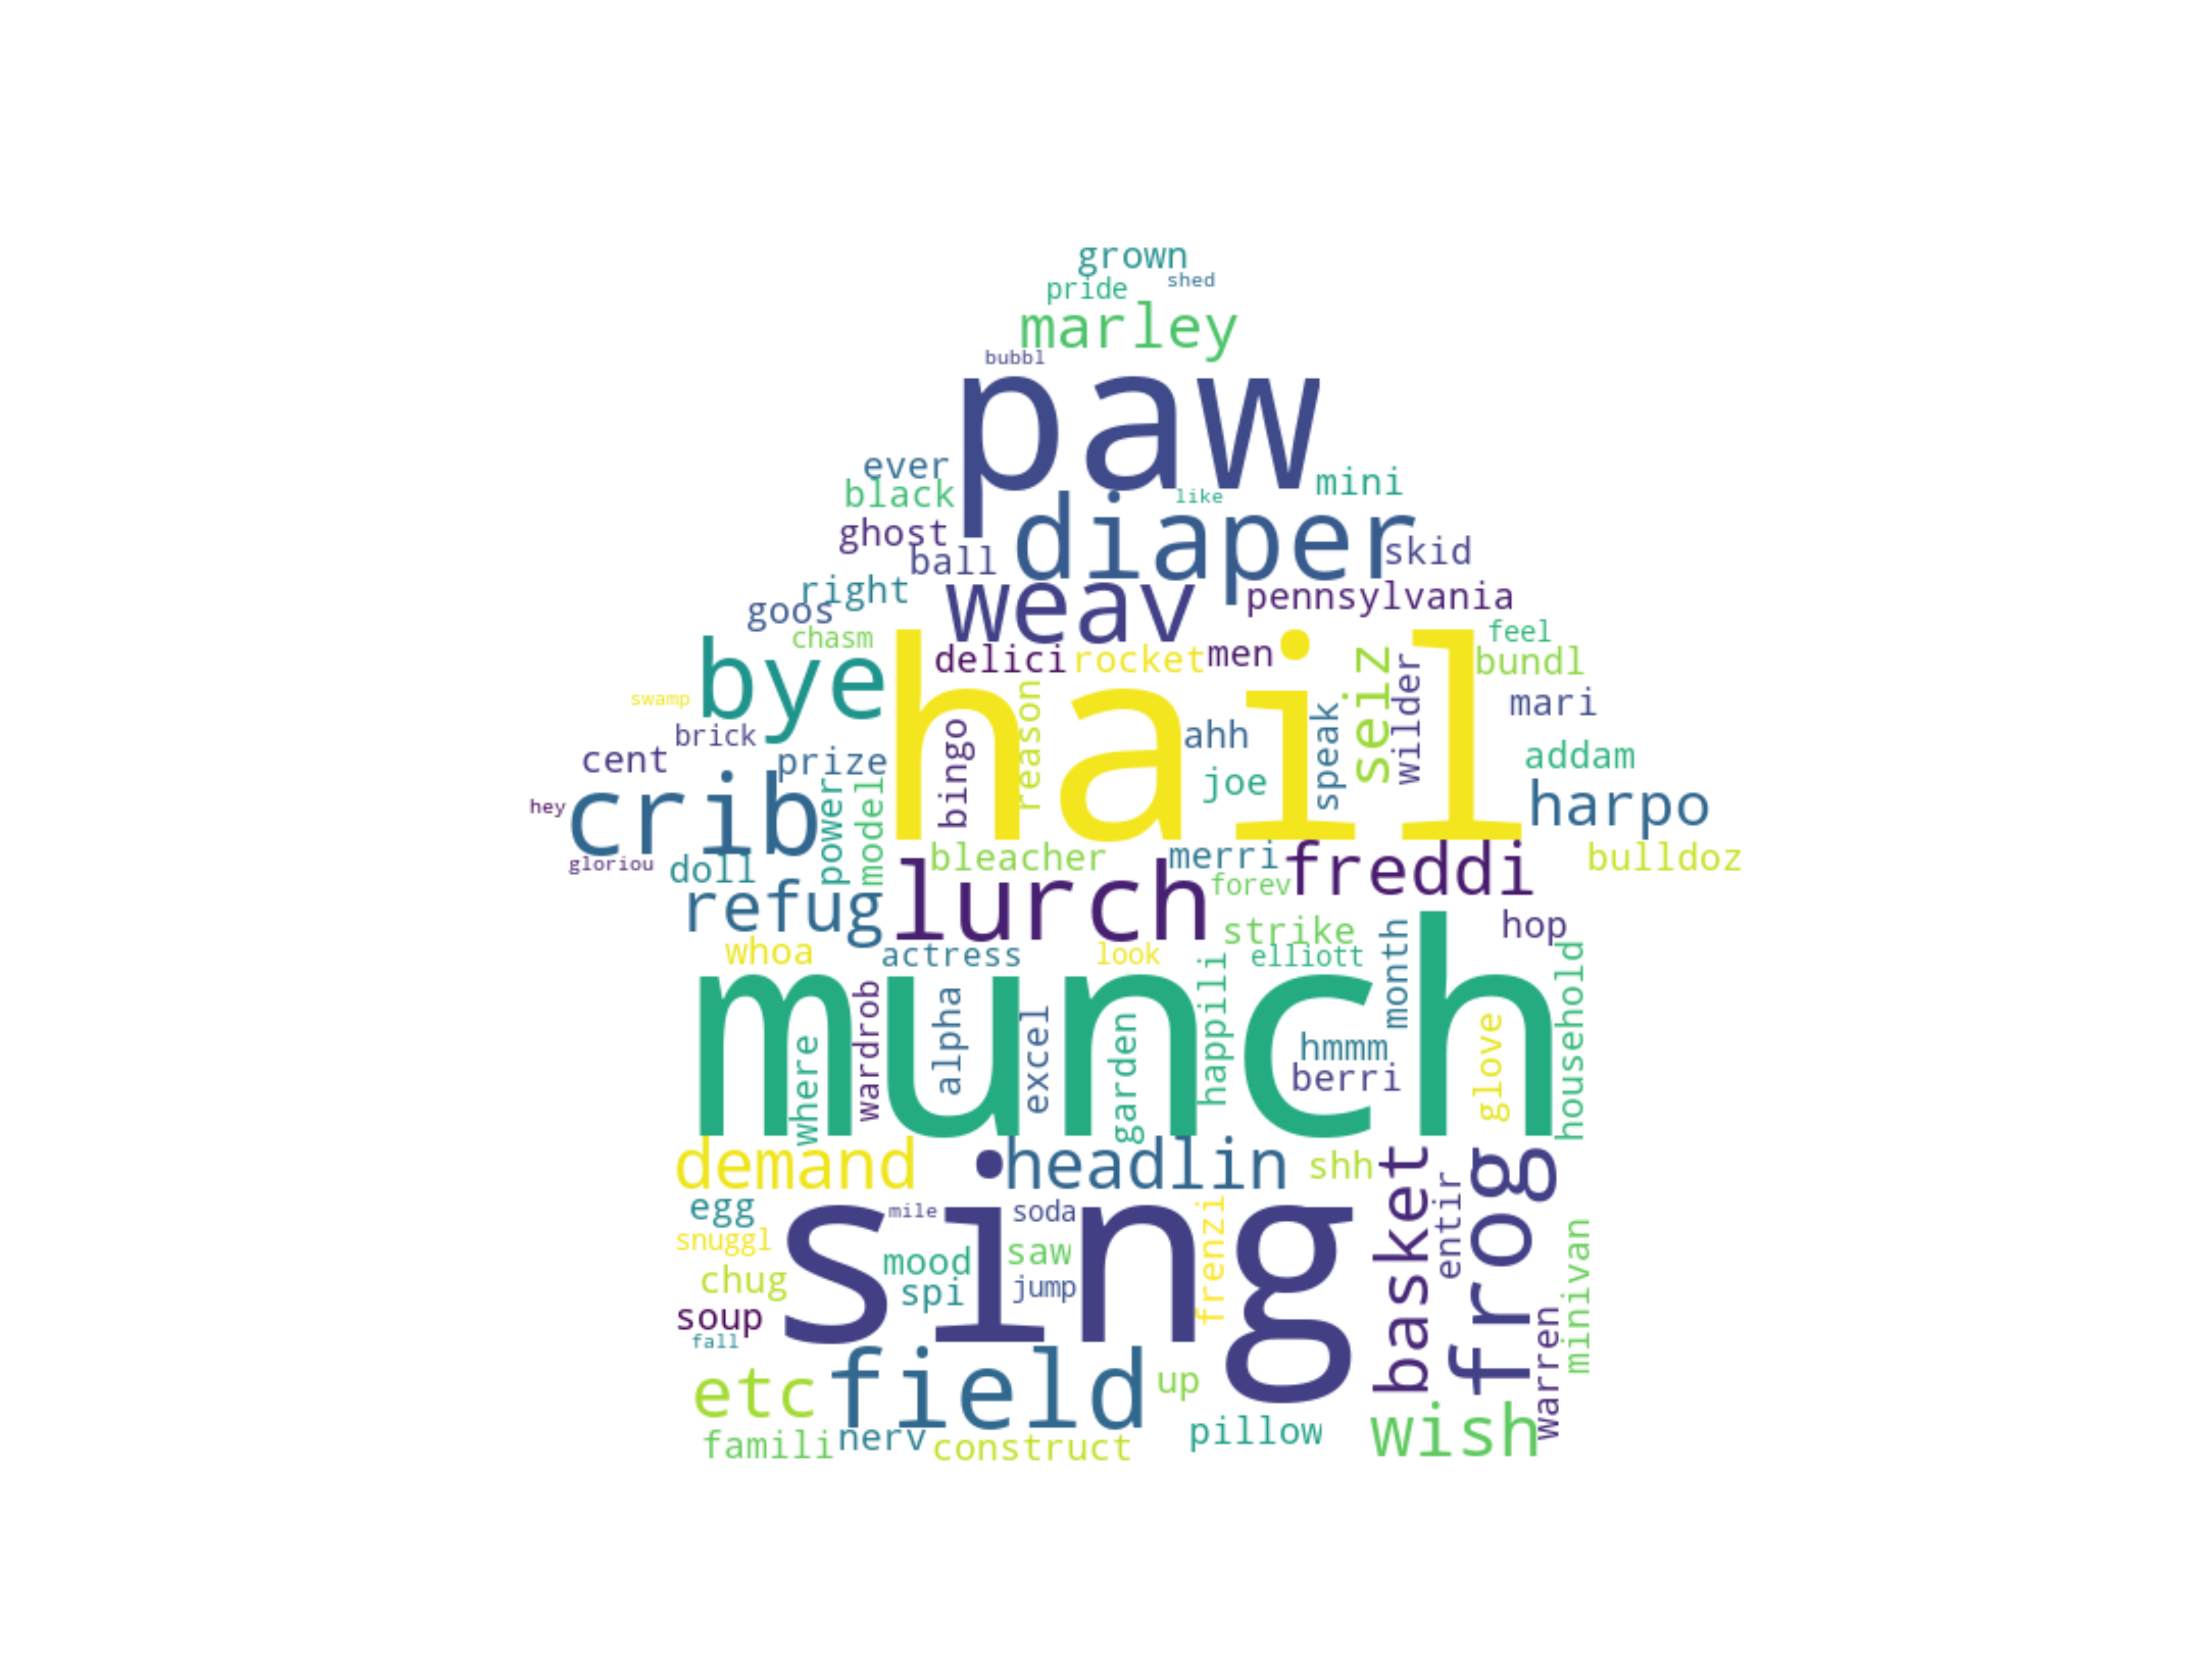 grown
pride
shed
marley
bubbl
paw
ever
black
mini
like
diaper
ghost
ball
skid
right
goos
weav
pennsylvania
chasm
bye
hail
delici
rocket
men
feel
bundl
seiz
wilder
swamp
mari
brick
cent
prize
bingo
reason
ahh
joe
speak
addam
hey
crib
power
model
harpo
gloriou
doll
bleacher
merri
freddi
bulldoz
refug
lurch
forev
whoa
actress
look
strike
elliott
month
hop
munch
where
wardrob
alpha
excel
garden
happili
hmmm
berri
glove
household
demand
headlin
shh
basket
entir
frog
egg
mile
soda
snuggl
sing
mood
saw
frenzi
chug
spi
jump
minivan
soup
fall
warren
etc
field
up
wish
famili
nerv
construct
pillow